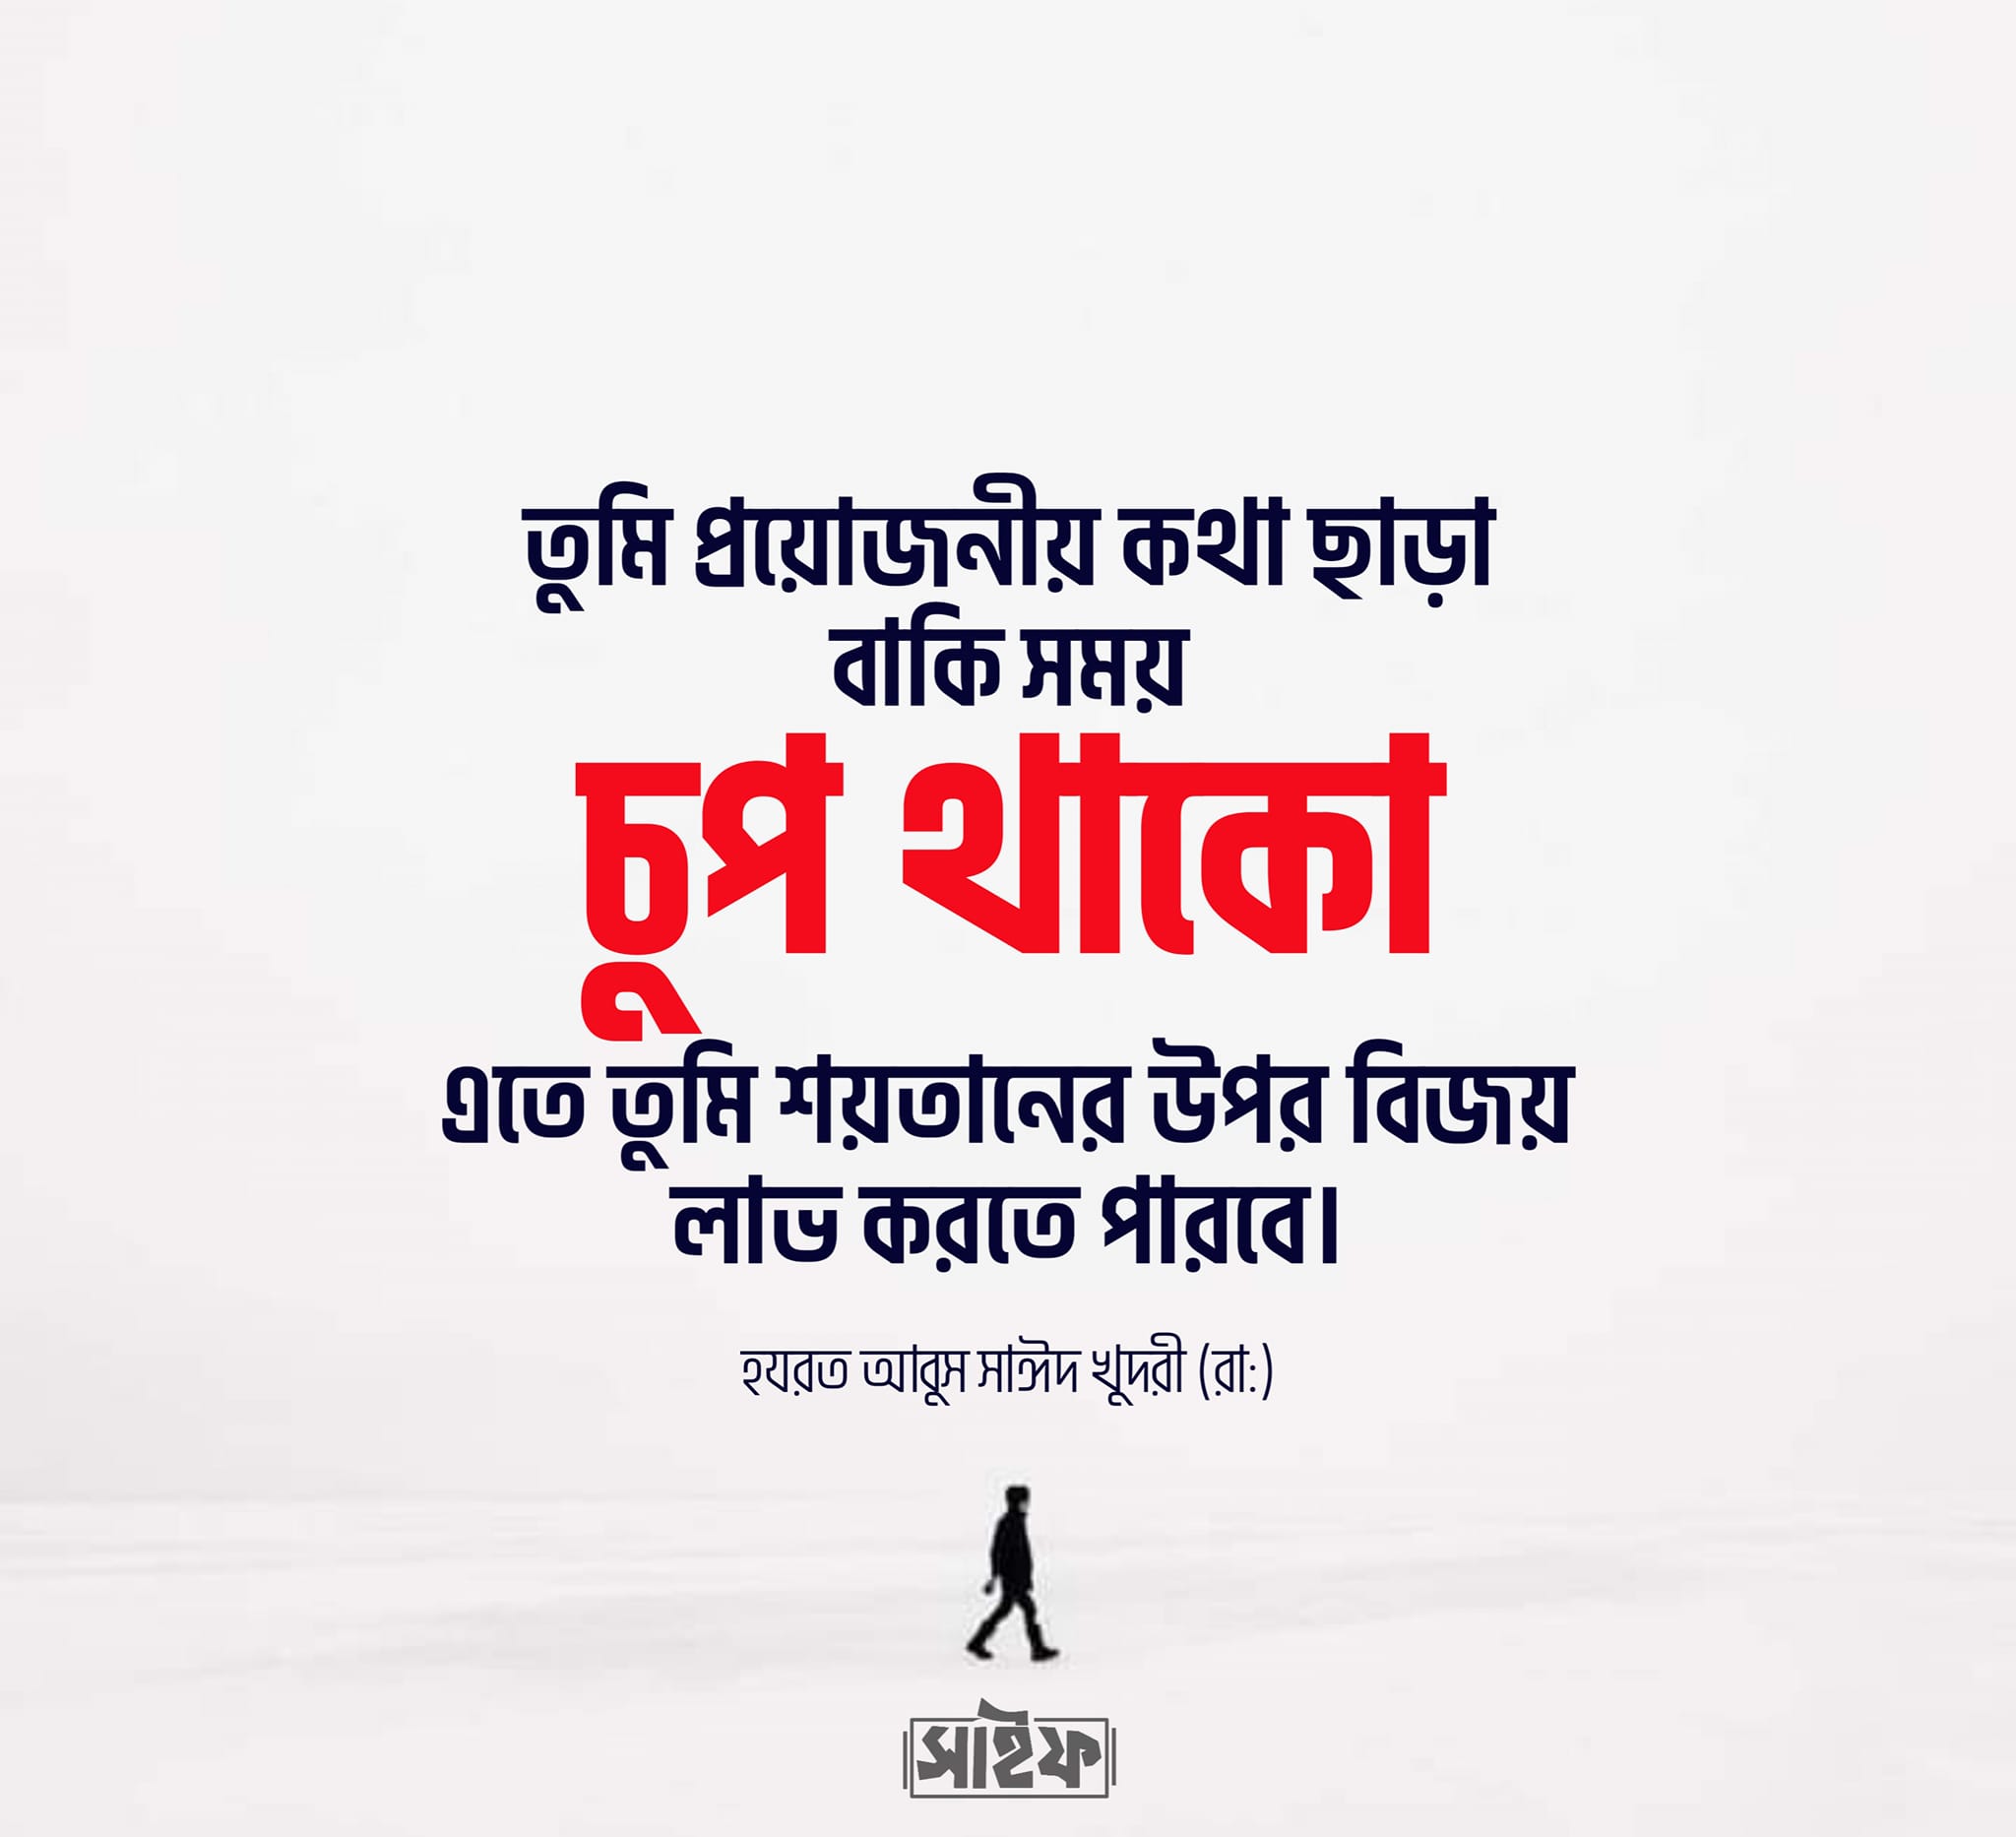 তুমি প্রয়োজনীয় কথা ছাড়া
বাকি সময়
চুপ থাকো
এতে তুমি শয়তানের উপর বিজয়
লাভ করতে পারবে।
হযরত আবুস সাঈদ খুদরী (রা:)
সাইফ